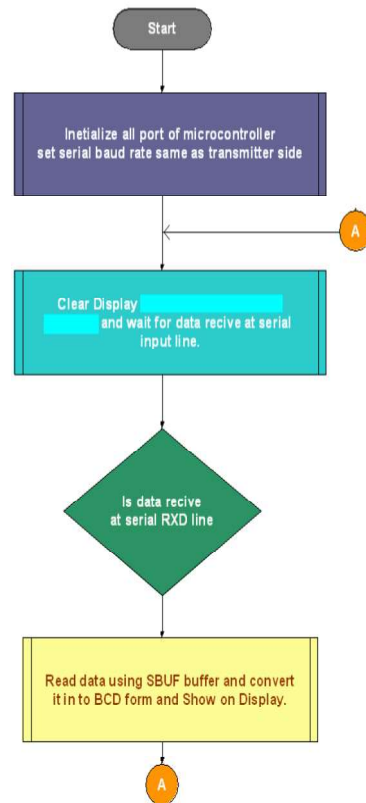 Start
Inetialize all port of microcontroller
set serial baud rate same as transmitter side
A
Clear Display
and wait for data recive at serial
input line.
Is data recive
at serial RXD line
Read data using SBUF buffer and convert
it in to BCD form and Show on Display.
A